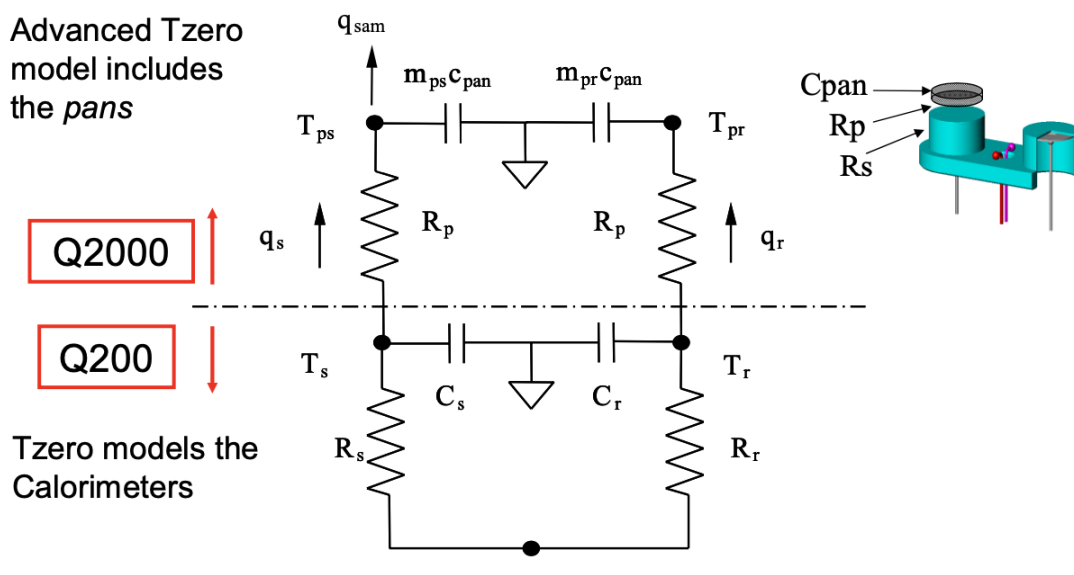 Advanced Tzero
model includes
the pans
q_sam
m_ps c_pan
m_pr c_pan
T_ps
T_pr
Cpan
Rp
Rs
R_p
R_p
q_s
q_r
Q2000
Q200
T_s
T_r
C_s
C_r
Tzero models the
Calorimeters
R_s
R_r